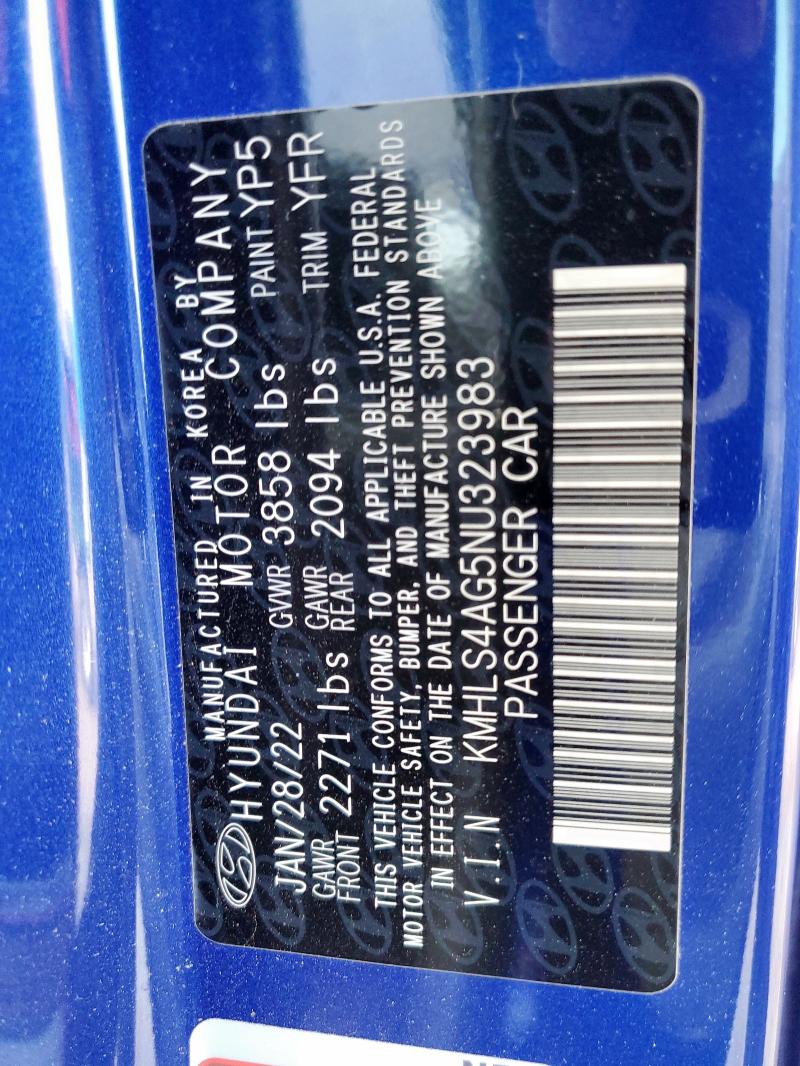 MANUFACTURED IN KOREA BY
HYUNDAI MOTOR COMPANY
JAN/28/22 GVWR 3858 lbs PAINT YP5
GAWR FRONT 2271 lbs GAWR REAR 2094 lbs TRIM YFR
THIS VEHICLE CONFORMS TO ALL APPLICABLE U.S.A. FEDERAL
MOTOR VEHICLE SAFETY, BUMPER, AND THEFT PREVENTION STANDARDS
IN EFFECT ON THE DATE OF MANUFACTURE SHOWN ABOVE
V.I.N KMHLS4AG5NU323983
PASSENGER CAR